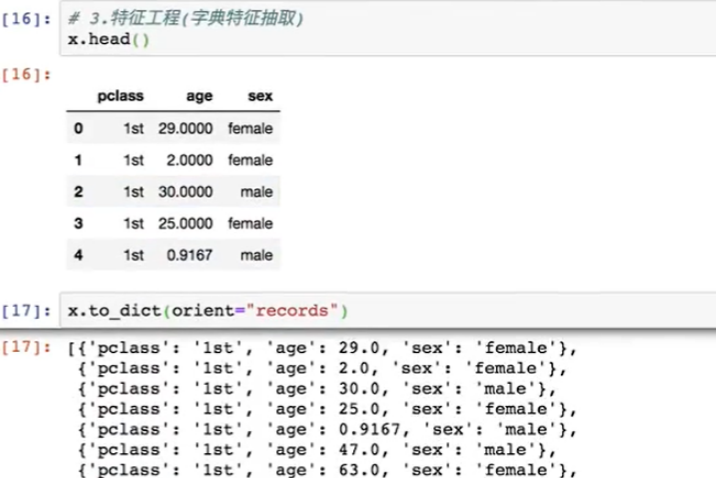 [16]: # 3.特征工程(字典特征抽取)
x.head()
[16]:
pclass age sex
0 1st 29.0000 female
1 1st 2.0000 female
2 1st 30.0000 male
3 1st 25.0000 female
4 1st 0.9167 male
[17]: x.to_dict(orient="records")
[17]: [{'pclass': '1st', 'age': 29.0, 'sex': 'female'},
{'pclass': '1st', 'age': 2.0, 'sex': 'female'},
{'pclass': '1st', 'age': 30.0, 'sex': 'male'},
{'pclass': '1st', 'age': 25.0, 'sex': 'female'},
{'pclass': '1st', 'age': 0.9167, 'sex': 'male'},
{'pclass': '1st', 'age': 47.0, 'sex': 'male'},
{'pclass': '1st', 'age': 63.0, 'sex': 'female'},